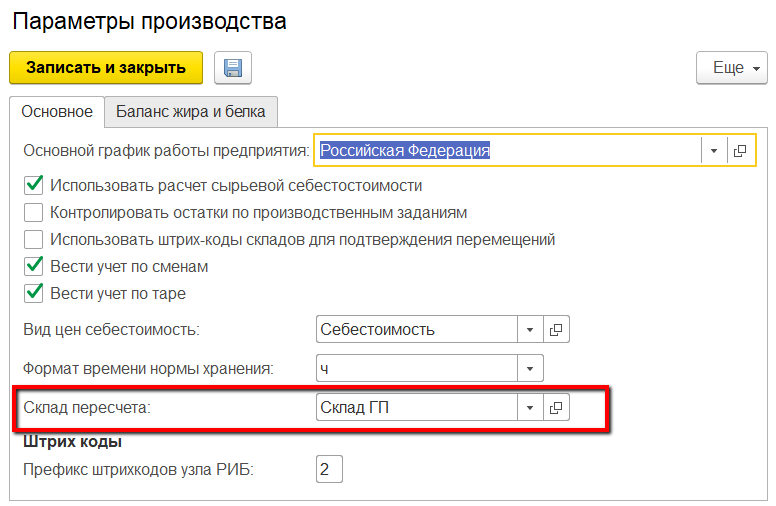 Параметры производства
Записать и закрыть
Еще
Основное
Баланс жира и белка
Основной график работы предприятия: Российская Федерация
Использовать расчет сырьевой себестостоимости
Контролировать остатки по производственным заданиям
Использовать штрих-коды складов для подтверждения перемещений
Вести учет по сменам
Вести учет по таре
Вид цен себестоимость: Себестоимость
Формат времени нормы хранения: ч
Склад пересчета: Склад ГП
Штрих коды
Префикс штрихкодов узла РИБ: 2